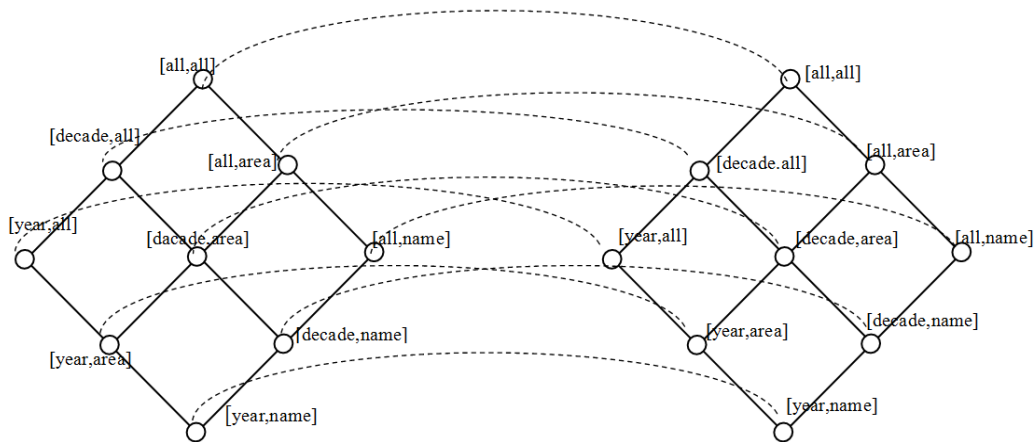 [all,all]
[all,all]
[decade,all]
[all,area]
[decade.all]
[all,area]
[year,all]
[dacade,area]
[all,name]
[year,all]
[decade,area]
[all,name]
[year,area]
[decade,name]
[year,area]
[decade,name]
[year,name]
[year,name]